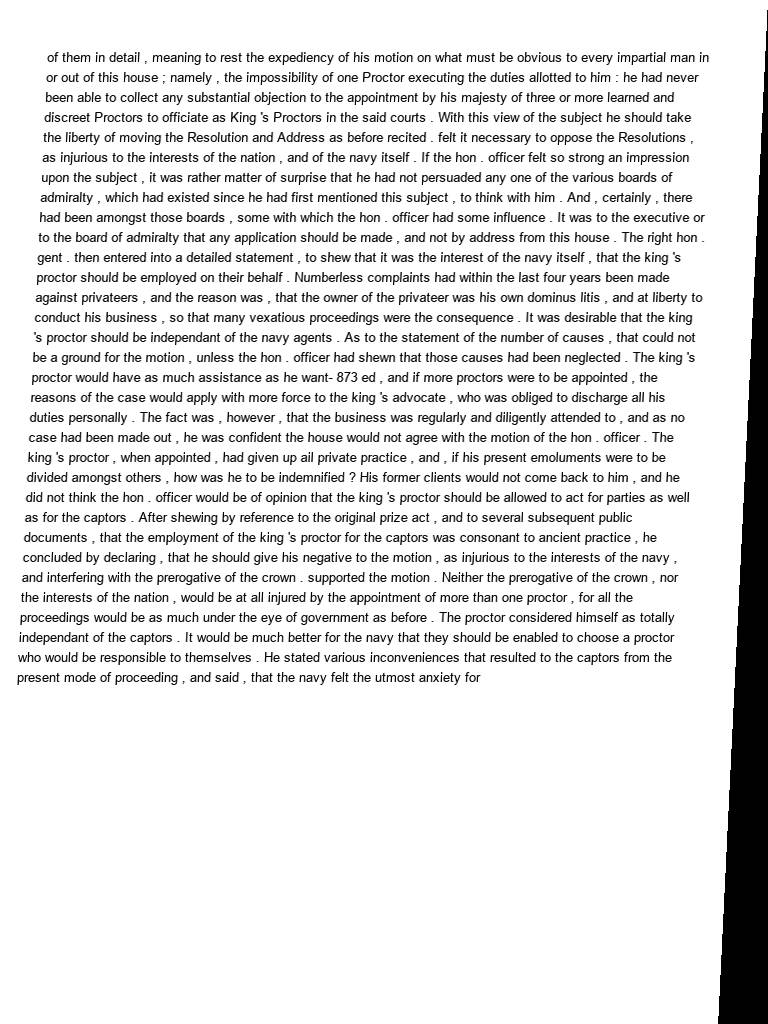 of them in detail , meaning to rest the expediency of his motion on what must be obvious to every impartial man in
or out of this house ; namely , the impossibility of one Proctor executing the duties allotted to him : he had never
been able to collect any substantial objection to the appointment by his majesty of three or more learned and
discreet Proctors to officiate as King 's Proctors in the said courts . With this view of the subject he should take
the liberty of moving the Resolution and Address as before recited . felt it necessary to oppose the Resolutions ,
as injurious to the interests of the nation , and of the navy itself . If the hon . officer felt so strong an impression
upon the subject , it was rather matter of surprise that he had not persuaded any one of the various boards of
admiralty , which had existed since he had first mentioned this subject , to think with him . And , certainly , there
had been amongst those boards , some with which the hon . officer had some influence . It was to the executive or
to the board of admiralty that any application should be made , and not by address from this house . The right hon .
gent . then entered into a detailed statement , to shew that it was the interest of the navy itself , that the king 's
proctor should be employed on their behalf . Numberless complaints had within the last four years been made
against privateers , and the reason was , that the owner of the privateer was his own dominus litis , and at liberty to
conduct his business , so that many vexatious proceedings were the consequence . It was desirable that the king
's proctor should be independant of the navy agents . As to the statement of the number of causes , that could not
be a ground for the motion , unless the hon . officer had shewn that those causes had been neglected . The king 's
proctor would have as much assistance as he want- 873 ed , and if more proctors were to be appointed , the
reasons of the case would apply with more force to the king 's advocate , who was obliged to discharge all his
duties personally . The fact was , however , that the business was regularly and diligently attended to , and as no
case had been made out , he was confident the house would not agree with the motion of the hon . officer . The
king 's proctor , when appointed , had given up all private practice , and , if his present emoluments were to be
divided amongst others , how was he to be indemnified ? His former clients would not come back to him , and he
did not think the hon . officer would be of opinion that the king 's proctor should be allowed to act for parties as well
as for the captors . After shewing by reference to the original prize act , and to several subsequent public
documents , that the employment of the king 's proctor for the captors was consonant to ancient practice , he
concluded by declaring , that he should give his negative to the motion , as injurious to the interests of the navy ,
and interfering with the prerogative of the crown . supported the motion . Neither the prerogative of the crown , nor
the interests of the nation , would be at all injured by the appointment of more than one proctor , for all the
proceedings would be as much under the eye of government as before . The proctor considered himself as totally
independant of the captors . It would be much better for the navy that they should be enabled to choose a proctor
who would be responsible to themselves . He stated various inconveniences that resulted to the captors from the
present mode of proceeding , and said , that the navy felt the utmost anxiety for